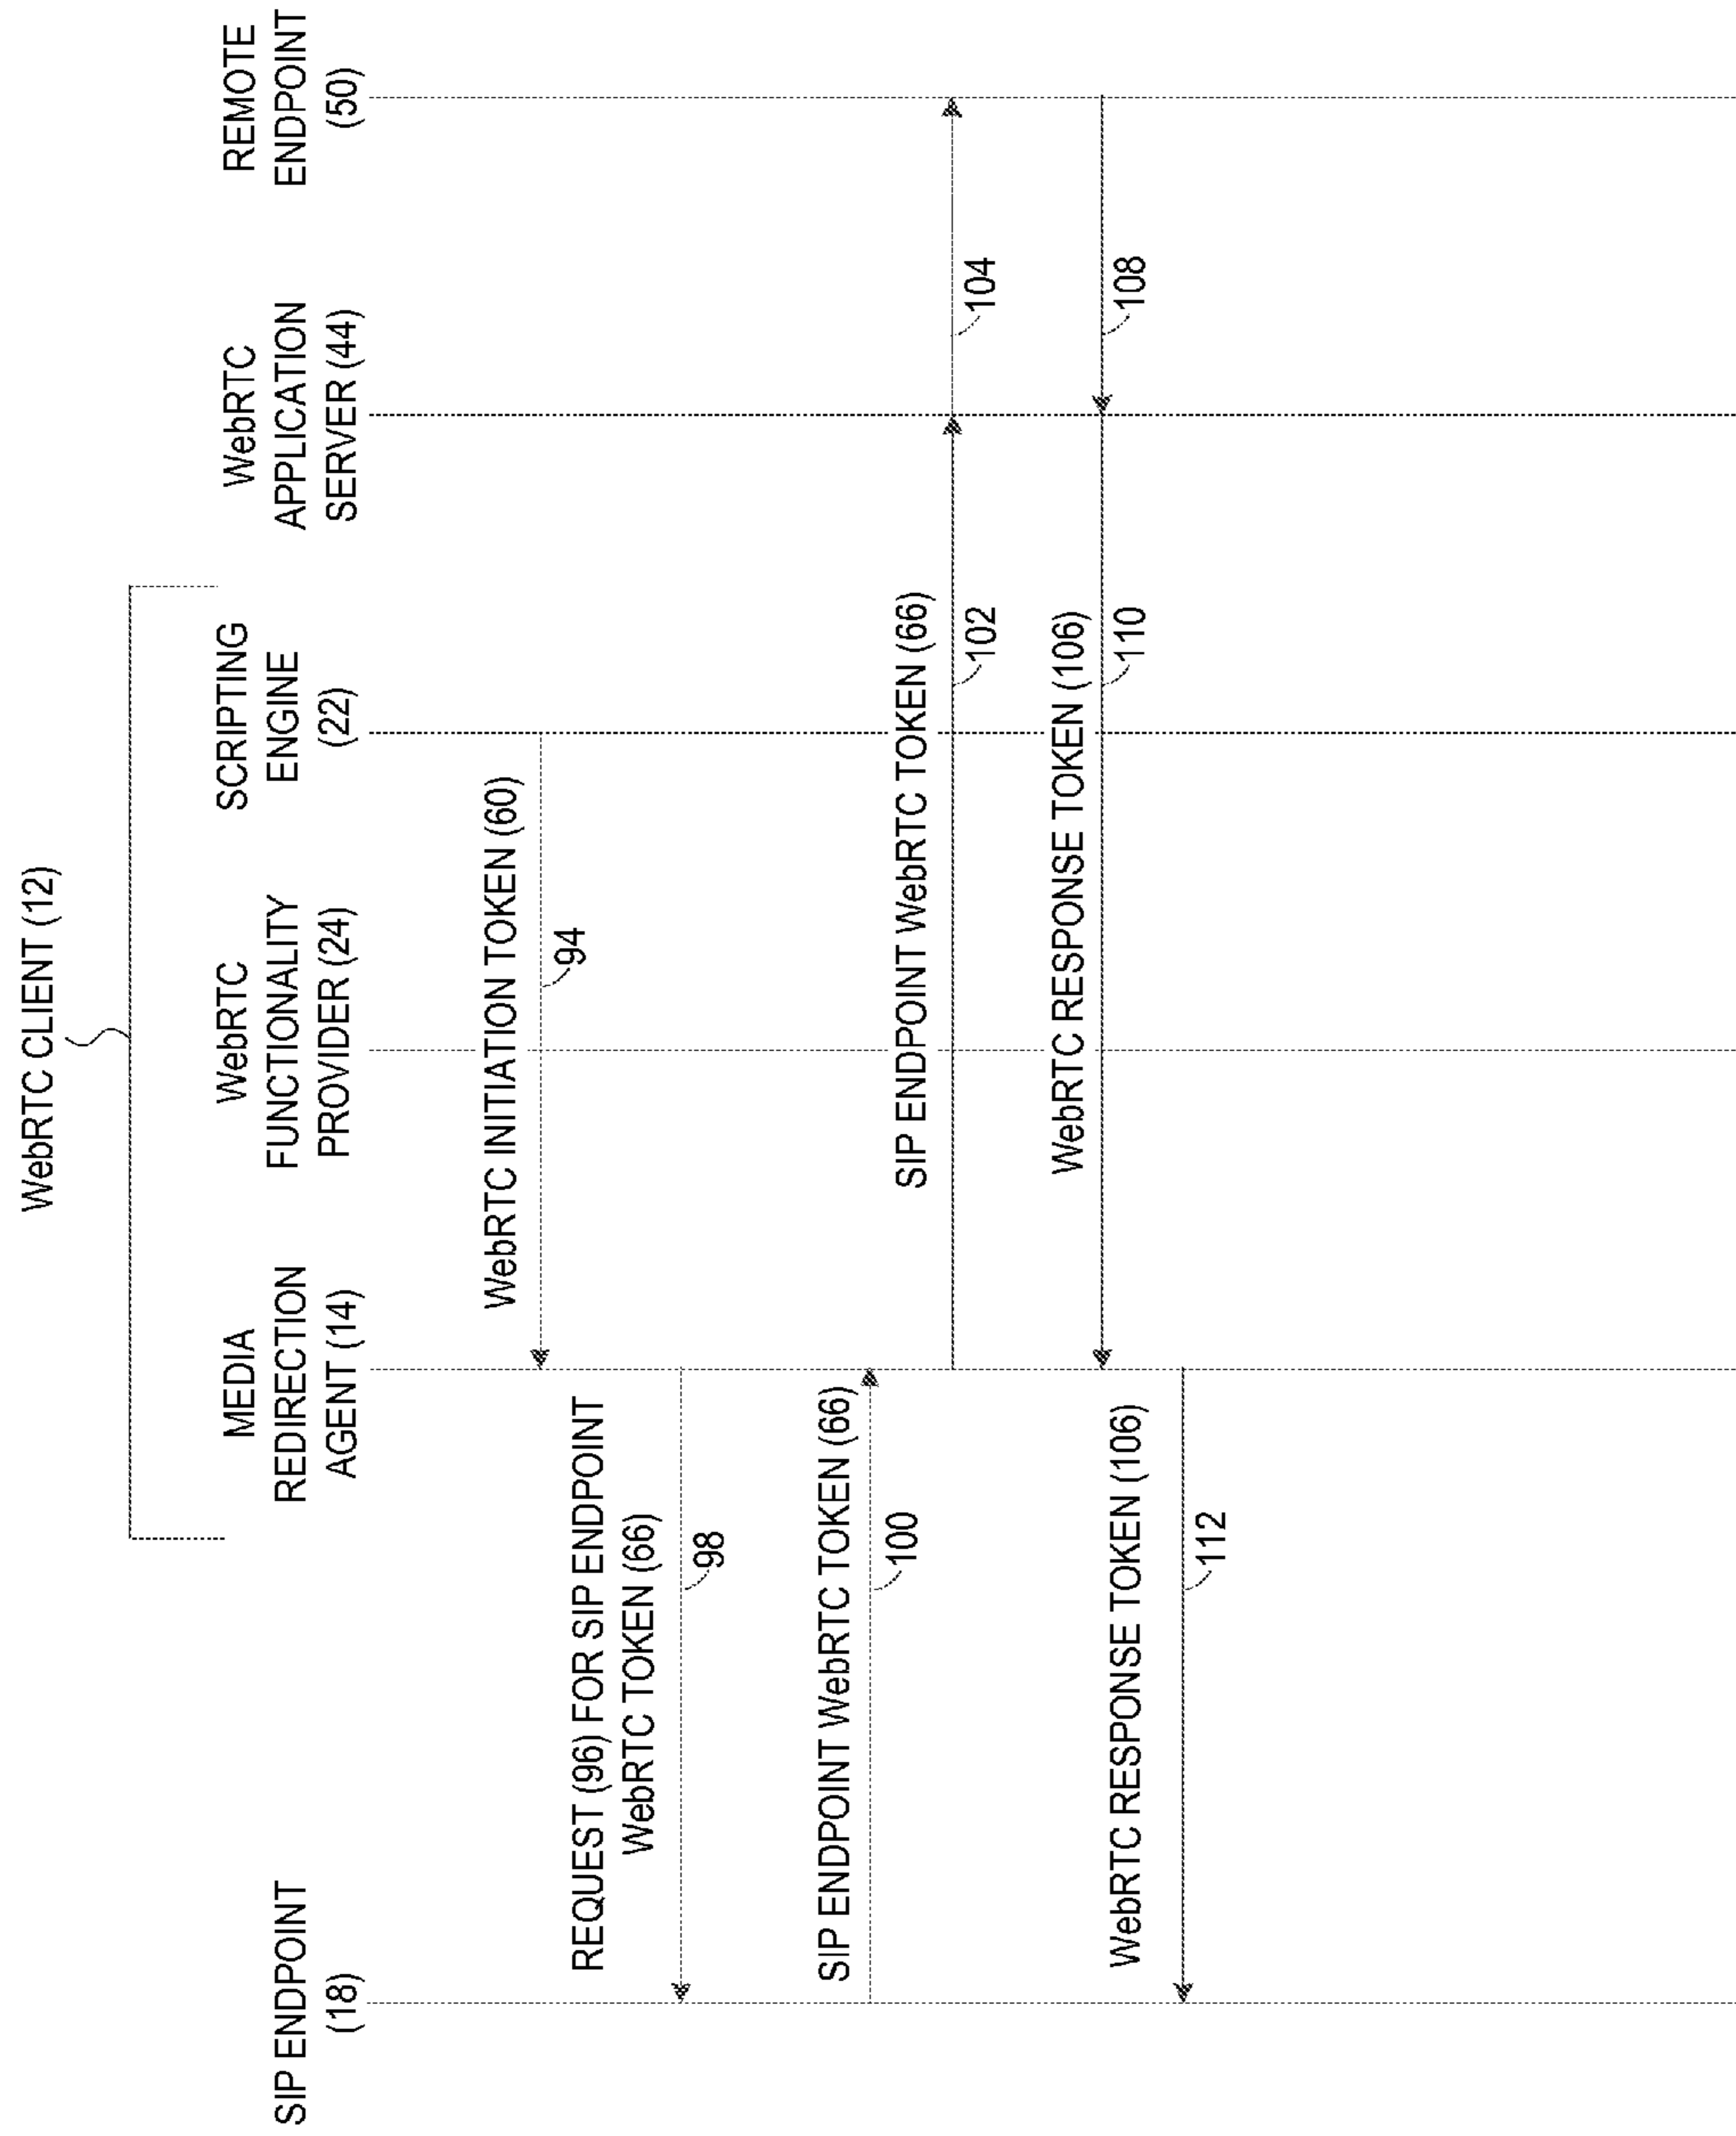 WebRTC CLIENT (12)
SIP ENDPOINT
(18)
MEDIA
REDIRECTION
AGENT (14)
WebRTC
FUNCTIONALITY
PROVIDER (24)
SCRIPTING
ENGINE
(22)
WebRTC
APPLICATION
SERVER (44)
REMOTE
ENDPOINT
(50)
WebRTC INITIATION TOKEN (60)
94
REQUEST (96) FOR SIP ENDPOINT
WebRTC TOKEN (66)
98
SIP ENDPOINT WebRTC TOKEN (66)
100
SIP ENDPOINT WebRTC TOKEN (66)
102
104
WebRTC RESPONSE TOKEN (106)
108
110
WebRTC RESPONSE TOKEN (106)
112